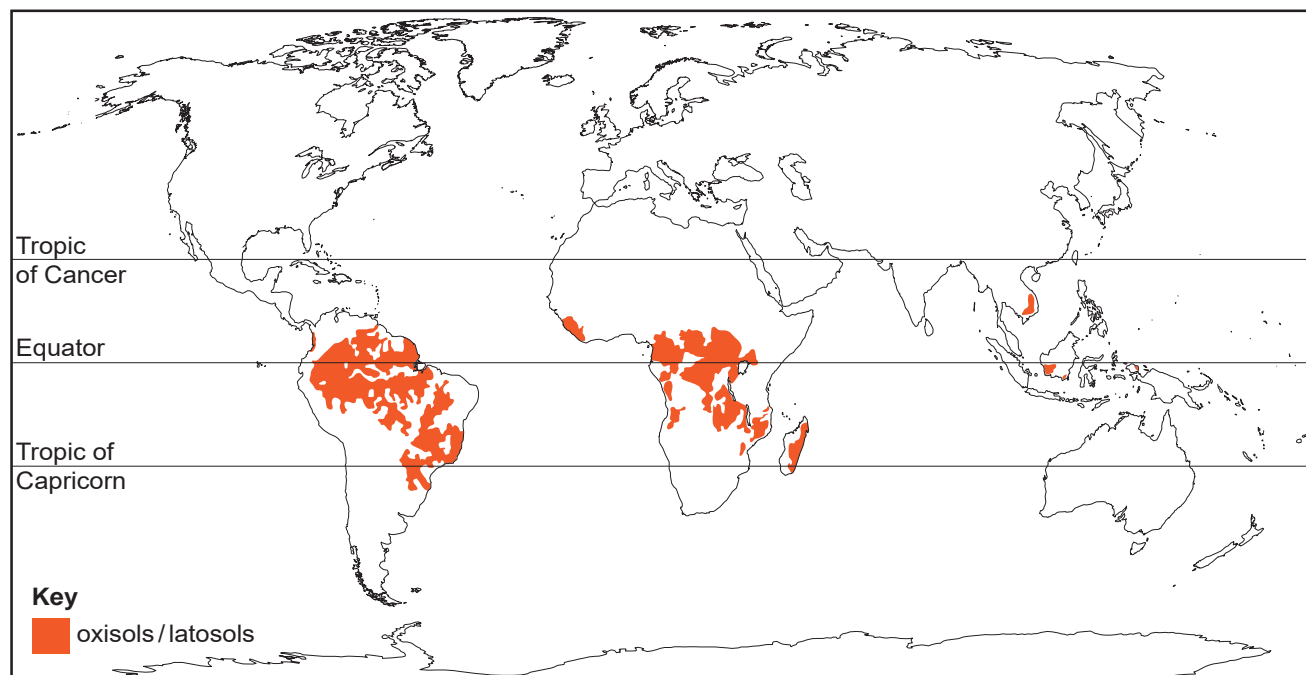 Tropic
of Cancer
Equator
Tropic of
Capricorn
Key
oxisols / latosols